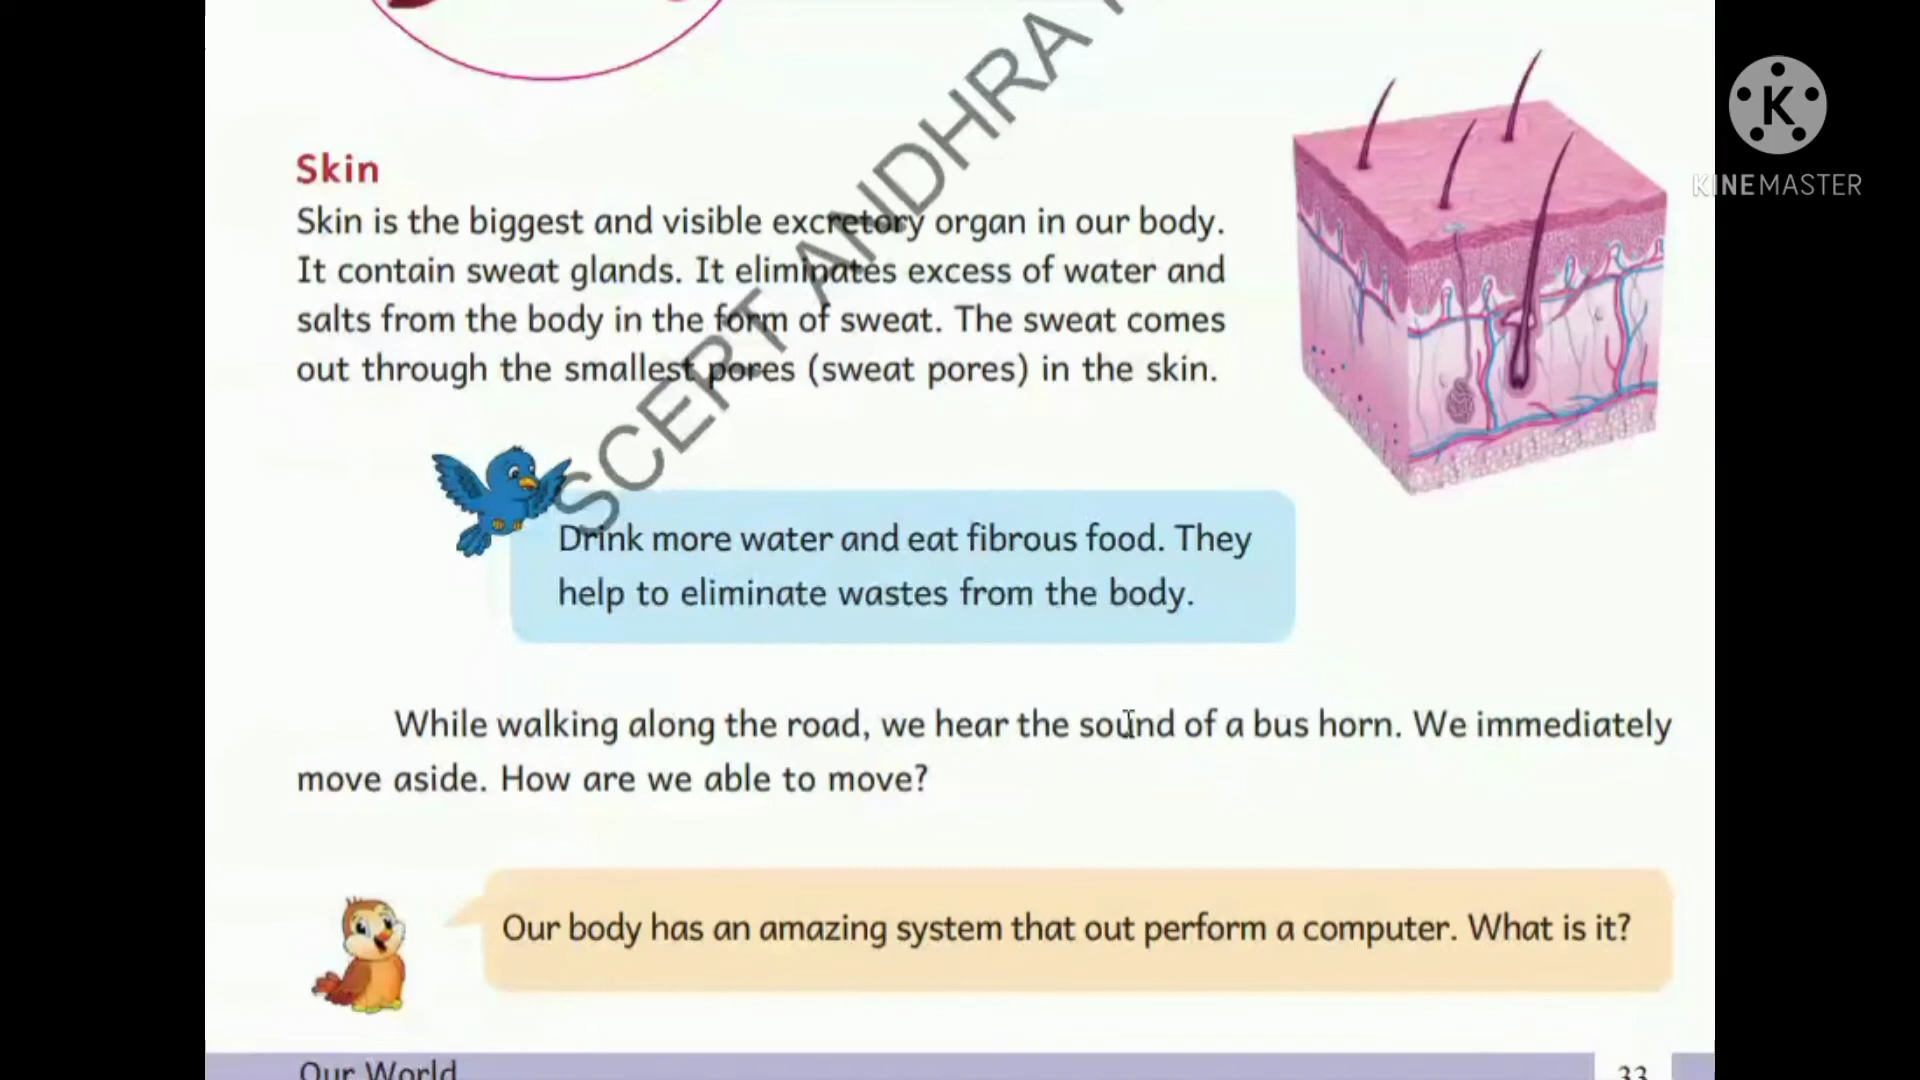 SCERT ANDHRA
K
KINEMASTER
Skin
Skin is the biggest and visible excretory organ in our body.
It contain sweat glands. It eliminates excess of water and
salts from the body in the form of sweat. The sweat comes
out through the smallest pores (sweat pores) in the skin.
Drink more water and eat fibrous food. They
help to eliminate wastes from the body.
While walking along the road, we hear the sound of a bus horn. We immediately
move aside. How are we able to move?
Our body has an amazing system that out perform a computer. What is it?
Our World
33